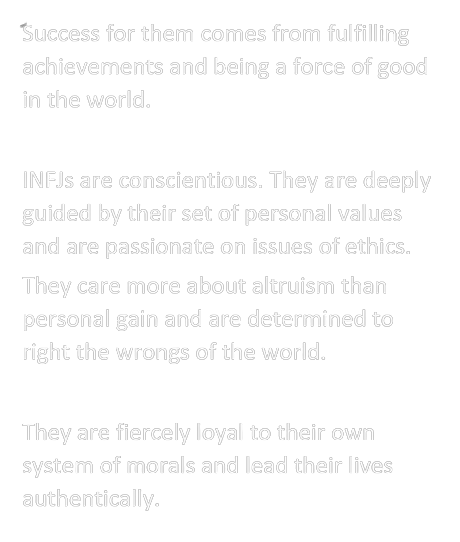 Success for them comes from fulfilling
achievements and being a force of good
in the world.
INFJs are conscientious. They are deeply
guided by their set of personal values
and are passionate on issues of ethics.
They care more about altruism than
personal gain and are determined to
right the wrongs of the world.
They are fiercely loyal to their own
system of morals and lead their lives
authentically.